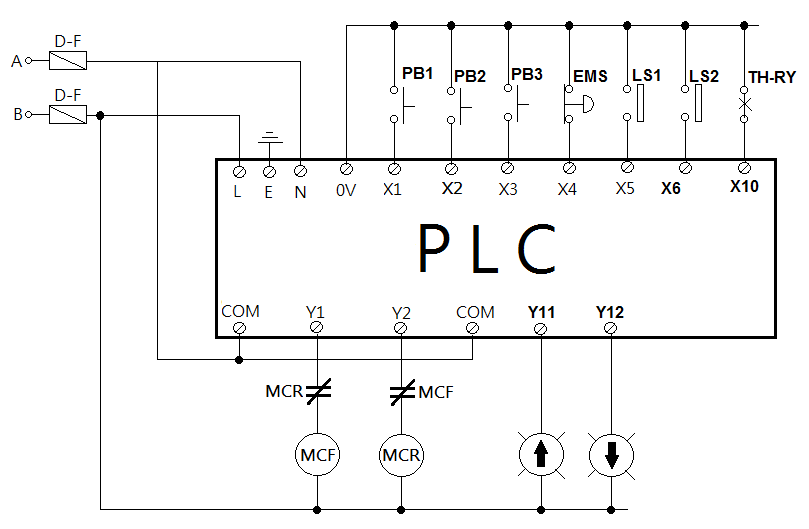 D-F
A
D-F
B
PB1 PB2 PB3 EMS LS1 LS2 TH-RY
L E N 0V X1 X2 X3 X4 X5 X6 X10
PLC
COM Y1 Y2 COM Y11 Y12
MCR MCF
MCF MCR